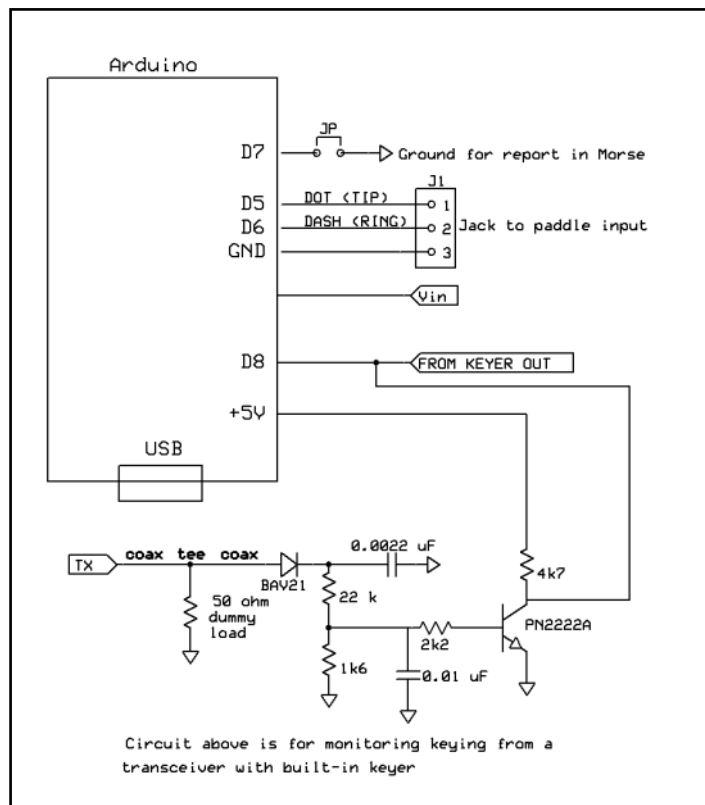 Arduino
JP
D7
Ground for report in Morse
J1
D5
DOT (TIP)
1
D6
DASH (RING)
2
Jack to paddle input
GND
3
Vin
D8
FROM KEYER OUT
+5V
USB
TX
coax tee coax
BAV21
0.0022 uF
4k7
50 ohm
dummy
load
22 k
PN2222A
2k2
1k6
0.01 uF
Circuit above is for monitoring keying from a
transceiver with built-in keyer